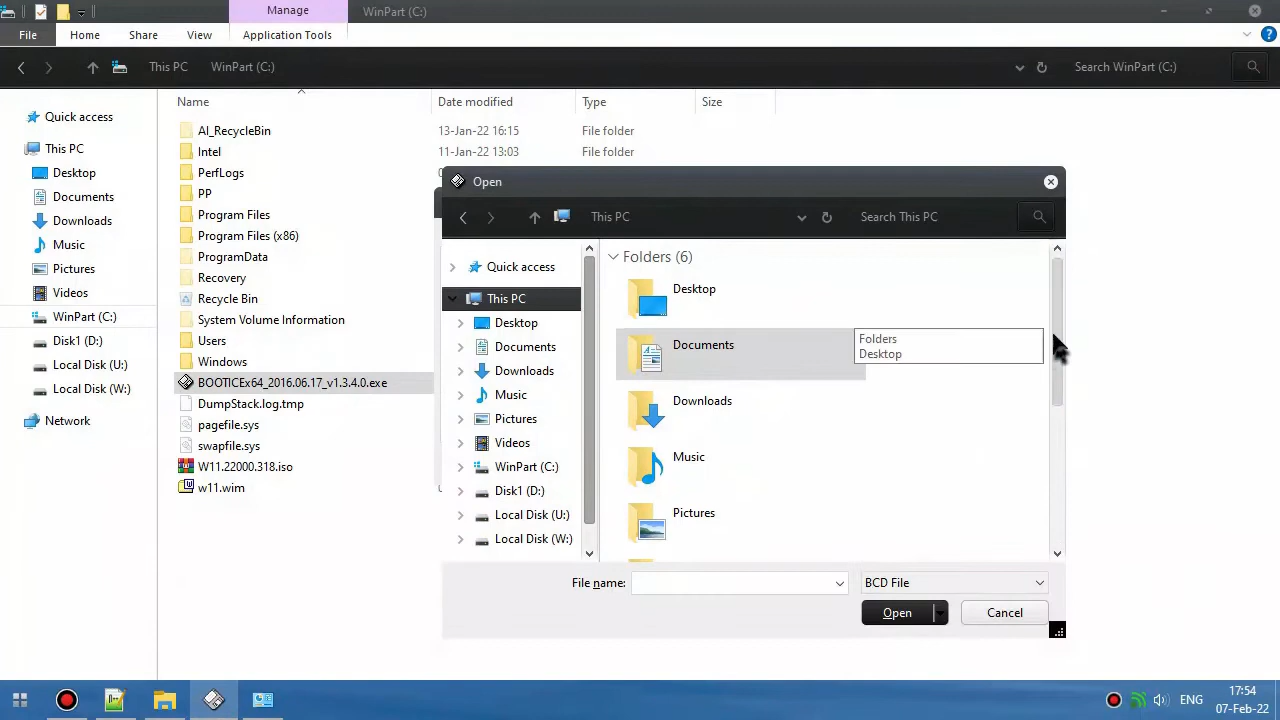 Manage
WinPart (C:)
File
Home
Share
View
Application Tools
This PC
WinPart (C:)
Search WinPart (C:)
Name
Date modified
Type
Size
Quick access
This PC
Desktop
Documents
Downloads
Music
Pictures
Videos
WinPart (C:)
Disk1 (D:)
Local Disk (U:)
Local Disk (W:)
Network
AI_RecycleBin
13-Jan-22 16:15
File folder
Intel
11-Jan-22 13:03
File folder
PerfLogs
PP
Program Files
Program Files (x86)
ProgramData
Recovery
Recycle Bin
System Volume Information
Users
Windows
BOOTICEx64_2016.06.17_v1.3.4.0.exe
DumpStack.log.tmp
pagefile.sys
swapfile.sys
W11.22000.318.iso
w11.wim
Open
This PC
Search This PC
Quick access
This PC
Desktop
Documents
Downloads
Music
Pictures
Videos
WinPart (C:)
Disk1 (D:)
Local Disk (U:)
Local Disk (W:)
Folders (6)
Desktop
Documents
Downloads
Music
Pictures
Folders
Desktop
File name:
BCD File
Open
Cancel
ENG
17:54
07-Feb-22